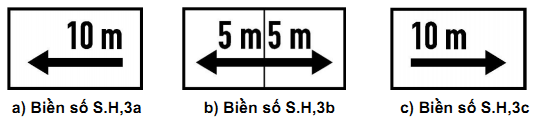 10 m
5 m 5 m
10 m
a) Biển số S.H,3a
b) Biển số S.H,3b
c) Biển số S.H,3c